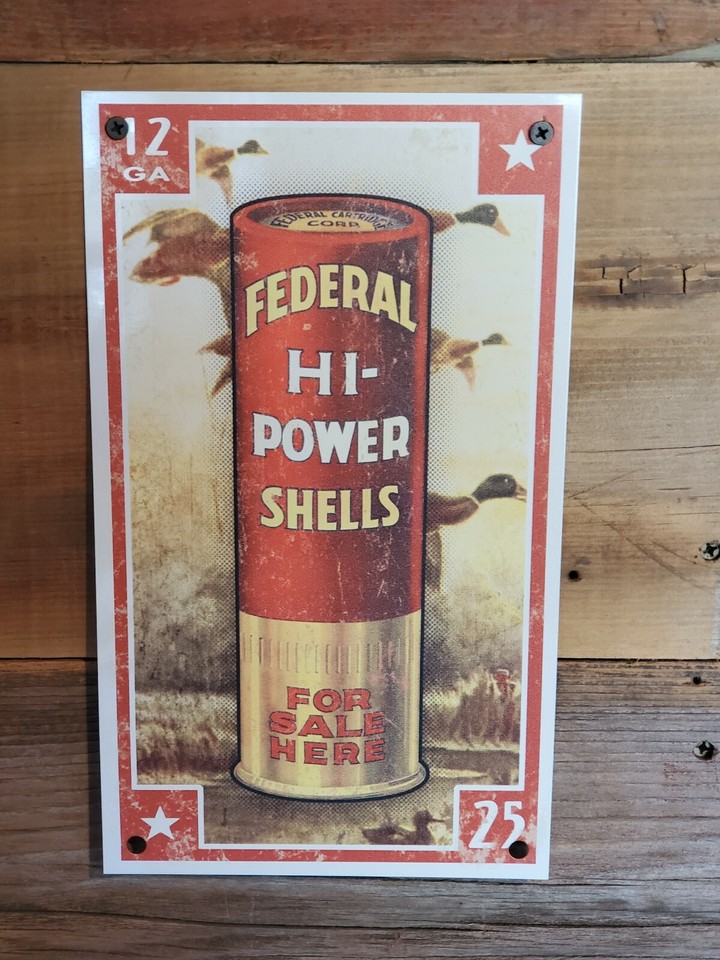 12
GA
FEDERAL CARTRIDGE
CORP.
FEDERAL
HI-
POWER
SHELLS
FOR
SALE
HERE
25